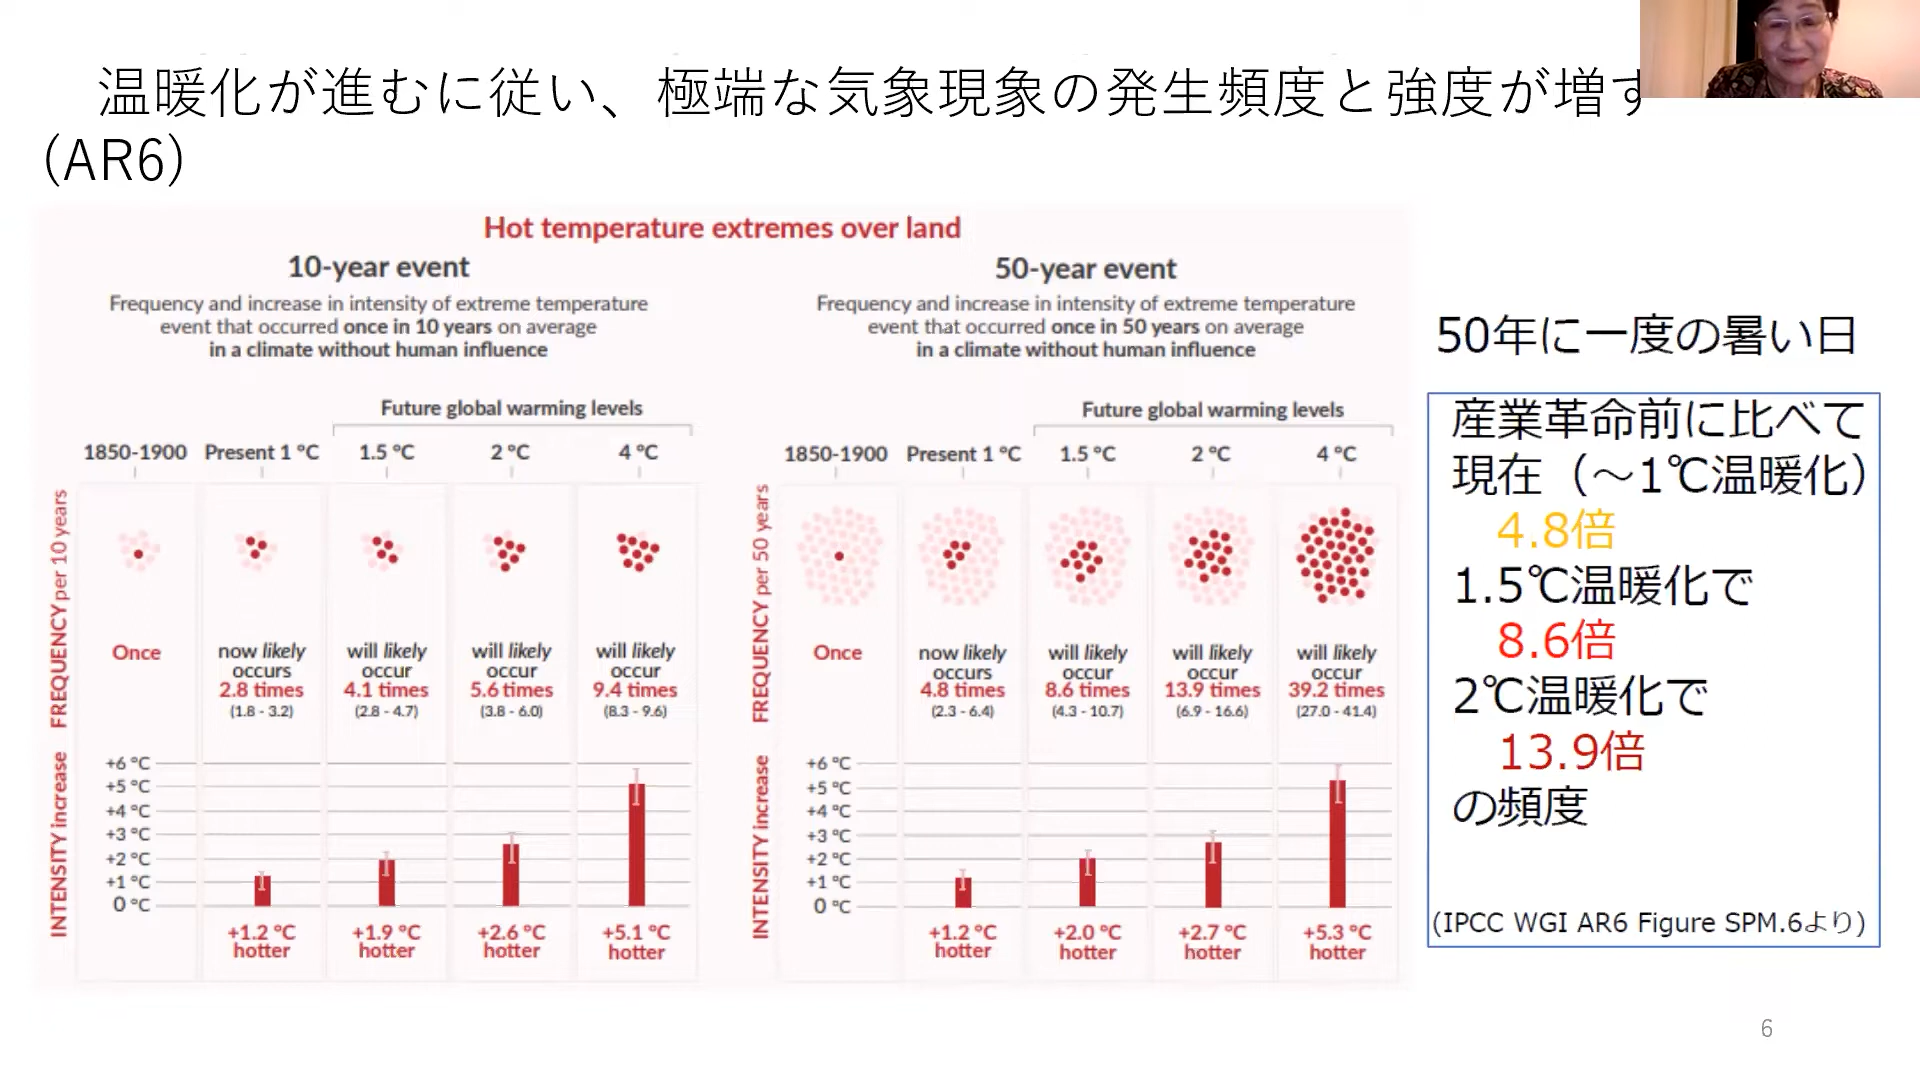 温暖化が進むに従い、極端な気象現象の発生頻度と強度が増す
(AR6)
Hot temperature extremes over land
10-year event
Frequency and increase in intensity of extreme temperature
event that occurred once in 10 years on average
in a climate without human influence
Future global warming levels
1850-1900 Present 1 °C 1.5 °C 2 °C 4 °C
FREQUENCY per 10 years
Once
now likely occurs 2.8 times (1.8 - 3.2)
will likely occur 4.1 times (2.8 - 4.7)
will likely occur 5.6 times (3.8 - 6.0)
will likely occur 9.4 times (8.3 - 9.6)
INTENSITY increase
+6 °C
+5 °C
+4 °C
+3 °C
+2 °C
+1 °C
0 °C
+1.2 °C hotter
+1.9 °C hotter
+2.6 °C hotter
+5.1 °C hotter
50-year event
Frequency and increase in intensity of extreme temperature
event that occurred once in 50 years on average
in a climate without human influence
Future global warming levels
1850-1900 Present 1 °C 1.5 °C 2 °C 4 °C
FREQUENCY per 50 years
Once
now likely occurs 4.8 times (2.3 - 6.4)
will likely occur 8.6 times (4.3 - 10.7)
will likely occur 13.9 times (6.9 - 16.6)
will likely occur 39.2 times (27.0 - 41.4)
INTENSITY increase
+6 °C
+5 °C
+4 °C
+3 °C
+2 °C
+1 °C
0 °C
+1.2 °C hotter
+2.0 °C hotter
+2.7 °C hotter
+5.3 °C hotter
50年に一度の暑い日
産業革命前に比べて
現在（～1℃温暖化）
4.8倍
1.5℃温暖化で
8.6倍
2℃温暖化で
13.9倍
の頻度
(IPCC WGI AR6 Figure SPM.6より)
6